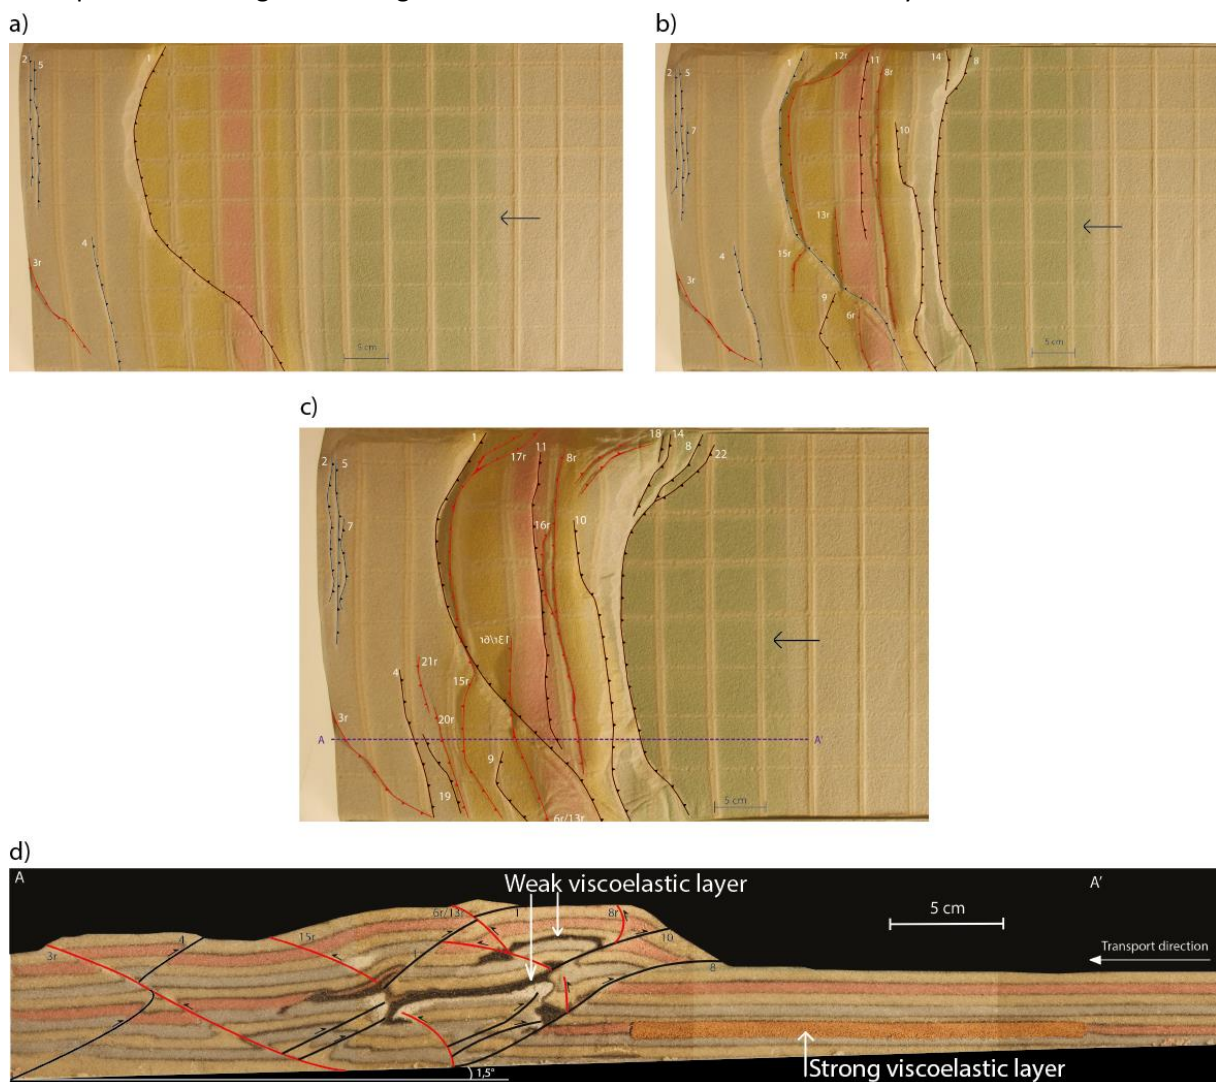 a)
2
5
1
4
3r
5 cm
b)
2
5
7
1
12r
11
8r
14
8
10
13r
4
15r
3r
9
6r
5 cm
c)
1
2
5
17r
11
8r
18
14
8
22
7
16r
10
13r/6r
21r
4
15r
3r
20r
A
A'
9
19
6r/13r
5 cm
d)
A
Weak viscoelastic layer
A'
6r/13r
1
8r
5 cm
4
15r
10
3r
1
8
Transport direction
1,5°
Strong viscoelastic layer